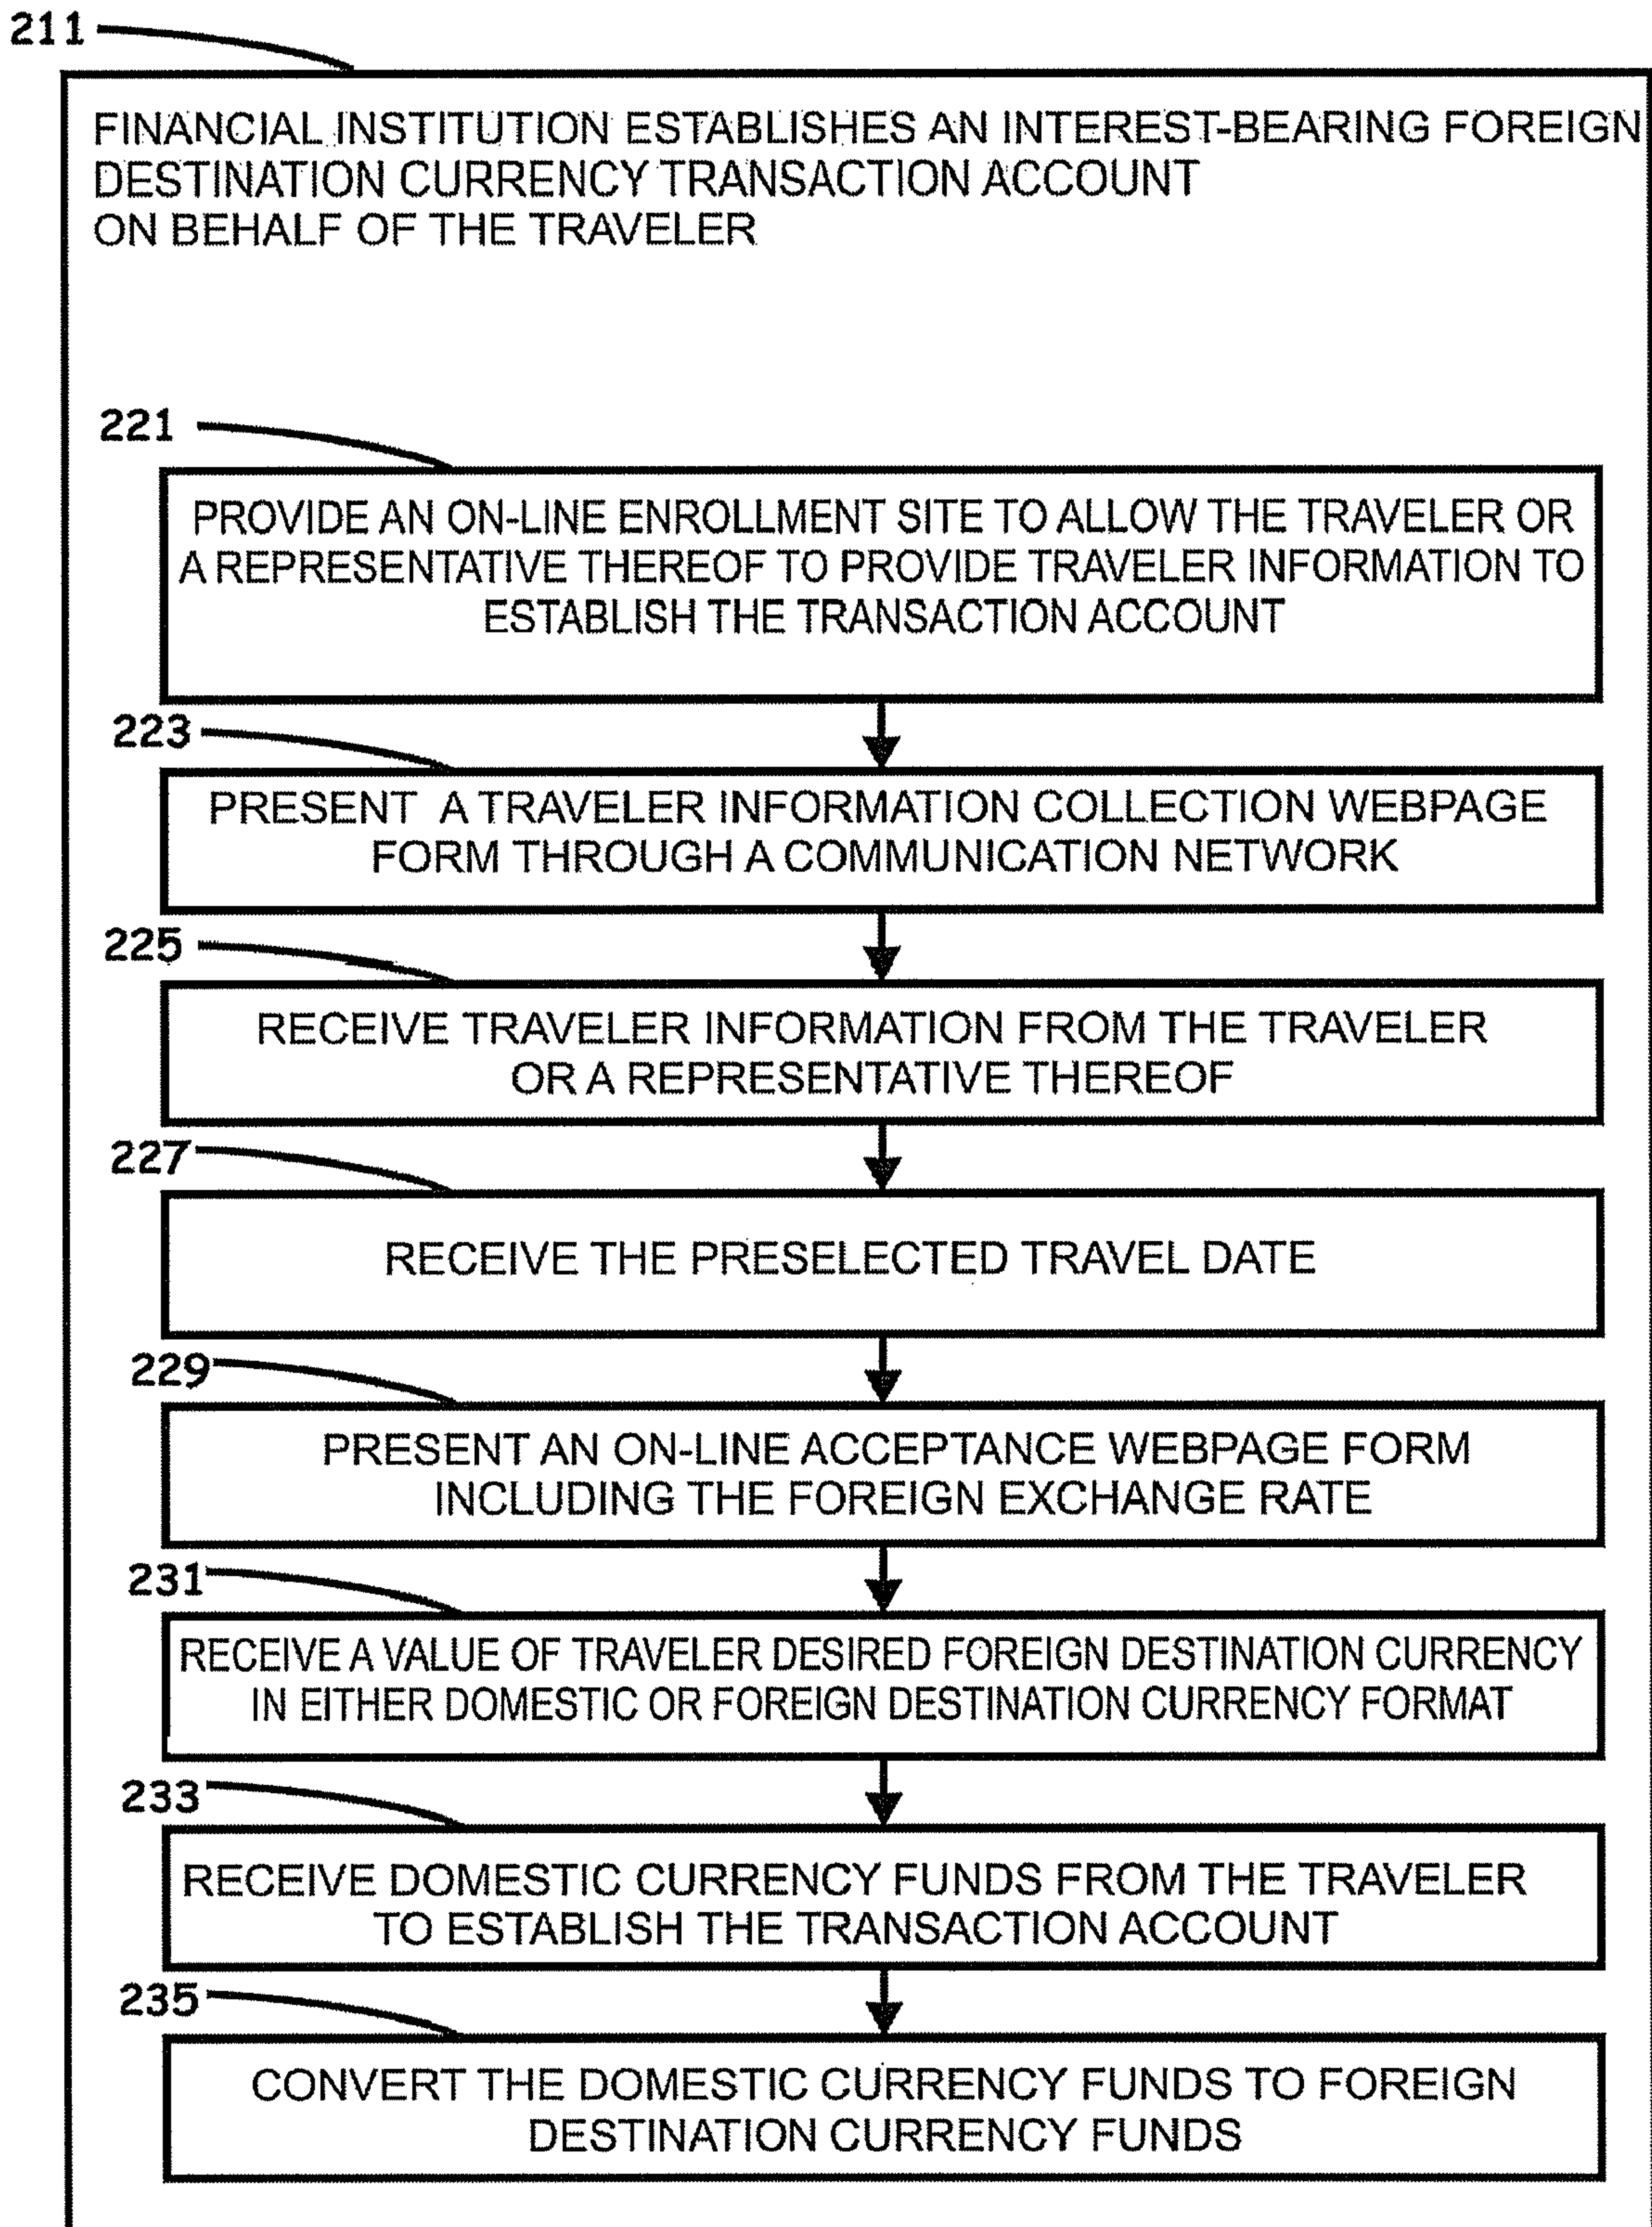 211
FINANCIAL INSTITUTION ESTABLISHES AN INTEREST-BEARING FOREIGN
DESTINATION CURRENCY TRANSACTION ACCOUNT
ON BEHALF OF THE TRAVELER
221
PROVIDE AN ON-LINE ENROLLMENT SITE TO ALLOW THE TRAVELER OR
A REPRESENTATIVE THEREOF TO PROVIDE TRAVELER INFORMATION TO
ESTABLISH THE TRANSACTION ACCOUNT
223
PRESENT A TRAVELER INFORMATION COLLECTION WEBPAGE
FORM THROUGH A COMMUNICATION NETWORK
225
RECEIVE TRAVELER INFORMATION FROM THE TRAVELER
OR A REPRESENTATIVE THEREOF
227
RECEIVE THE PRESELECTED TRAVEL DATE
229
PRESENT AN ON-LINE ACCEPTANCE WEBPAGE FORM
INCLUDING THE FOREIGN EXCHANGE RATE
231
RECEIVE A VALUE OF TRAVELER DESIRED FOREIGN DESTINATION CURRENCY
IN EITHER DOMESTIC OR FOREIGN DESTINATION CURRENCY FORMAT
233
RECEIVE DOMESTIC CURRENCY FUNDS FROM THE TRAVELER
TO ESTABLISH THE TRANSACTION ACCOUNT
235
CONVERT THE DOMESTIC CURRENCY FUNDS TO FOREIGN
DESTINATION CURRENCY FUNDS